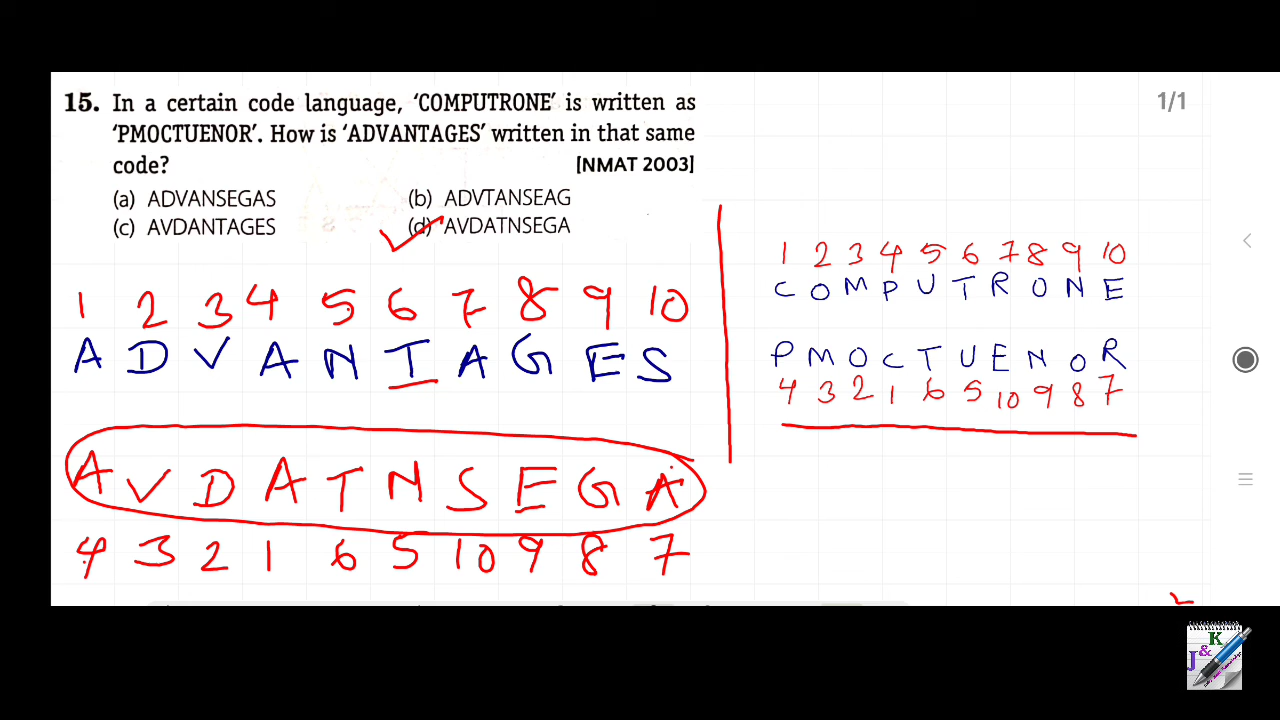 15. In a certain code language, ‘COMPUTRONE’ is written as
‘PMOCTUENOR’. How is ‘ADVANTAGES’ written in that same
code? [NMAT 2003]
(a) ADVANSEGAS (b) ADVTANSEAG
(c) AVDANTAGES (d) AVDATNSEGA
1 2 3 4 5 6 7 8 9 10
A D V A N T A G E S
A V D A T N S E G A
4 3 2 1 6 5 10 9 8 7
1/1
1 2 3 4 5 6 7 8 9 10
C O M P U T R O N E
P M O C T U E N O R
4 3 2 1 6 5 10 9 8 7
J & K